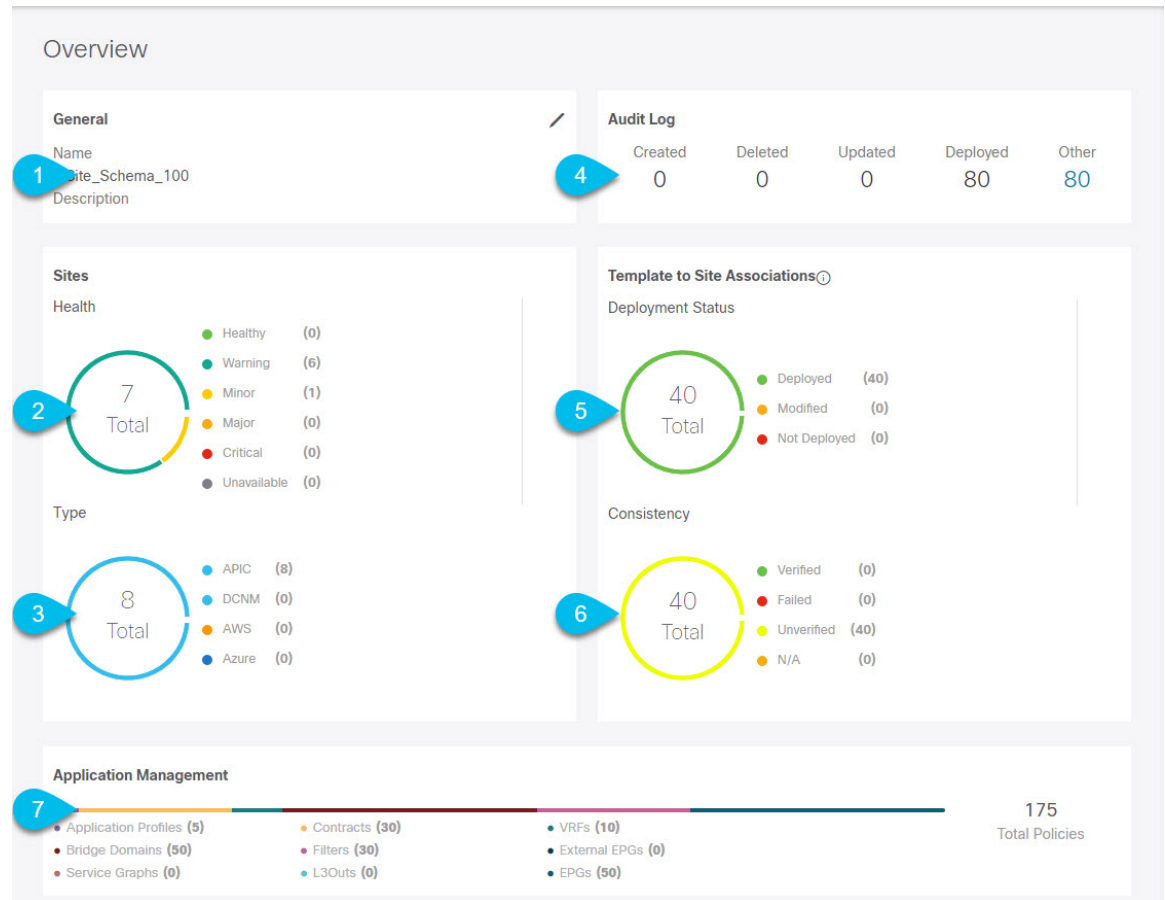 Overview
General
Name
1 Site_Schema_100
Description
Audit Log
Created Deleted Updated Deployed Other
4 0 0 0 80 80
Sites
Health
2
7
Total
Healthy (0)
Warning (6)
Minor (1)
Major (0)
Critical (0)
Unavailable (0)
Type
3
8
Total
APIC (8)
DCNM (0)
AWS (0)
Azure (0)
Template to Site Associations
Deployment Status
5
40
Total
Deployed (40)
Modified (0)
Not Deployed (0)
Consistency
6
40
Total
Verified (0)
Failed (0)
Unverified (40)
N/A (0)
Application Management
7
Application Profiles (5) Contracts (30) VRFs (10)
Bridge Domains (50) Filters (30) External EPGs (0)
Service Graphs (0) L3Outs (0) EPGs (50)
175
Total Policies